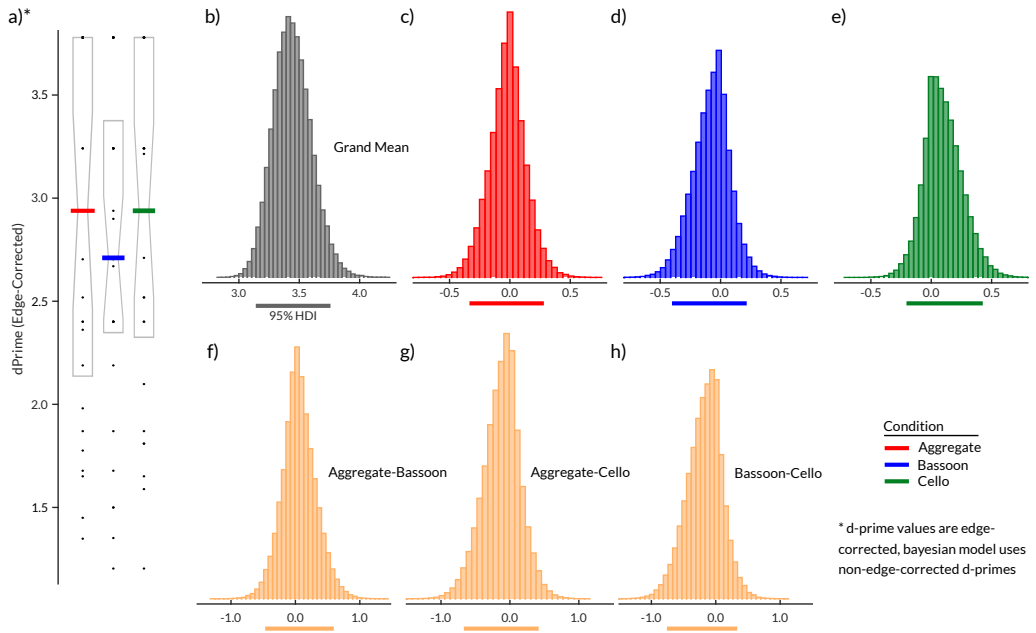 a)*
b)
c)
d)
e)
3.5
3.0
2.5
2.0
1.5
dPrime (Edge-Corrected)
Grand Mean
3.0 3.5 4.0
95% HDI
-0.5 0.0 0.5
-0.5 0.0 0.5
-0.5 0.0 0.5
f)
g)
h)
Aggregate-Bassoon
Aggregate-Cello
Bassoon-Cello
-1.0 0.0 1.0
-1.0 0.0 1.0
-1.0 0.0 1.0
Condition
Aggregate
Bassoon
Cello
* d-prime values are edge-
corrected, bayesian model uses
non-edge-corrected d-primes